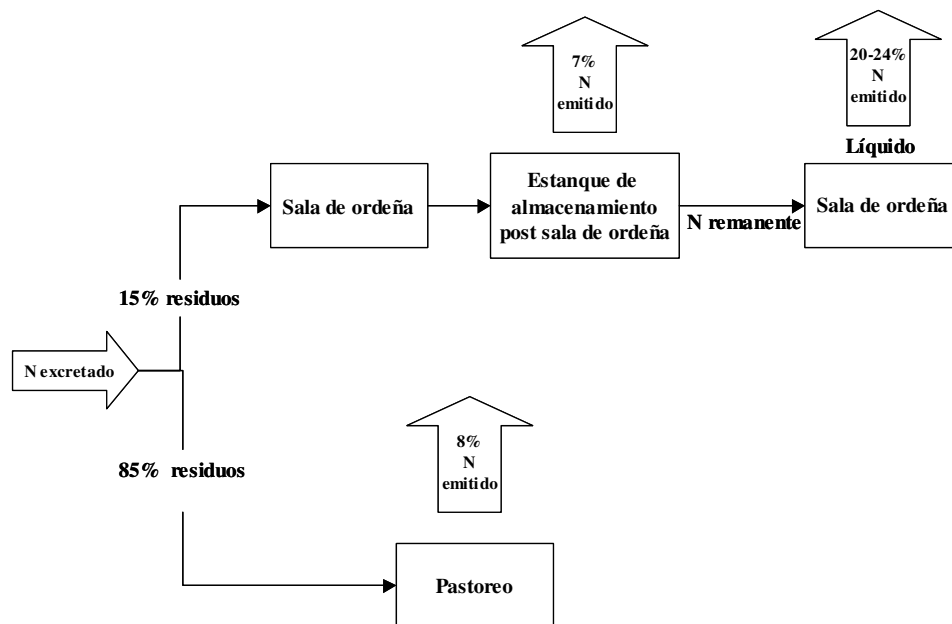 7%
N
emitido
20-24%
N
emitido
Líquido
Sala de ordeña
Estanque de
almacenamiento
post sala de ordeña
N remanente
Sala de ordeña
15% residuos
N excretado
85% residuos
8%
N
emitido
Pastoreo